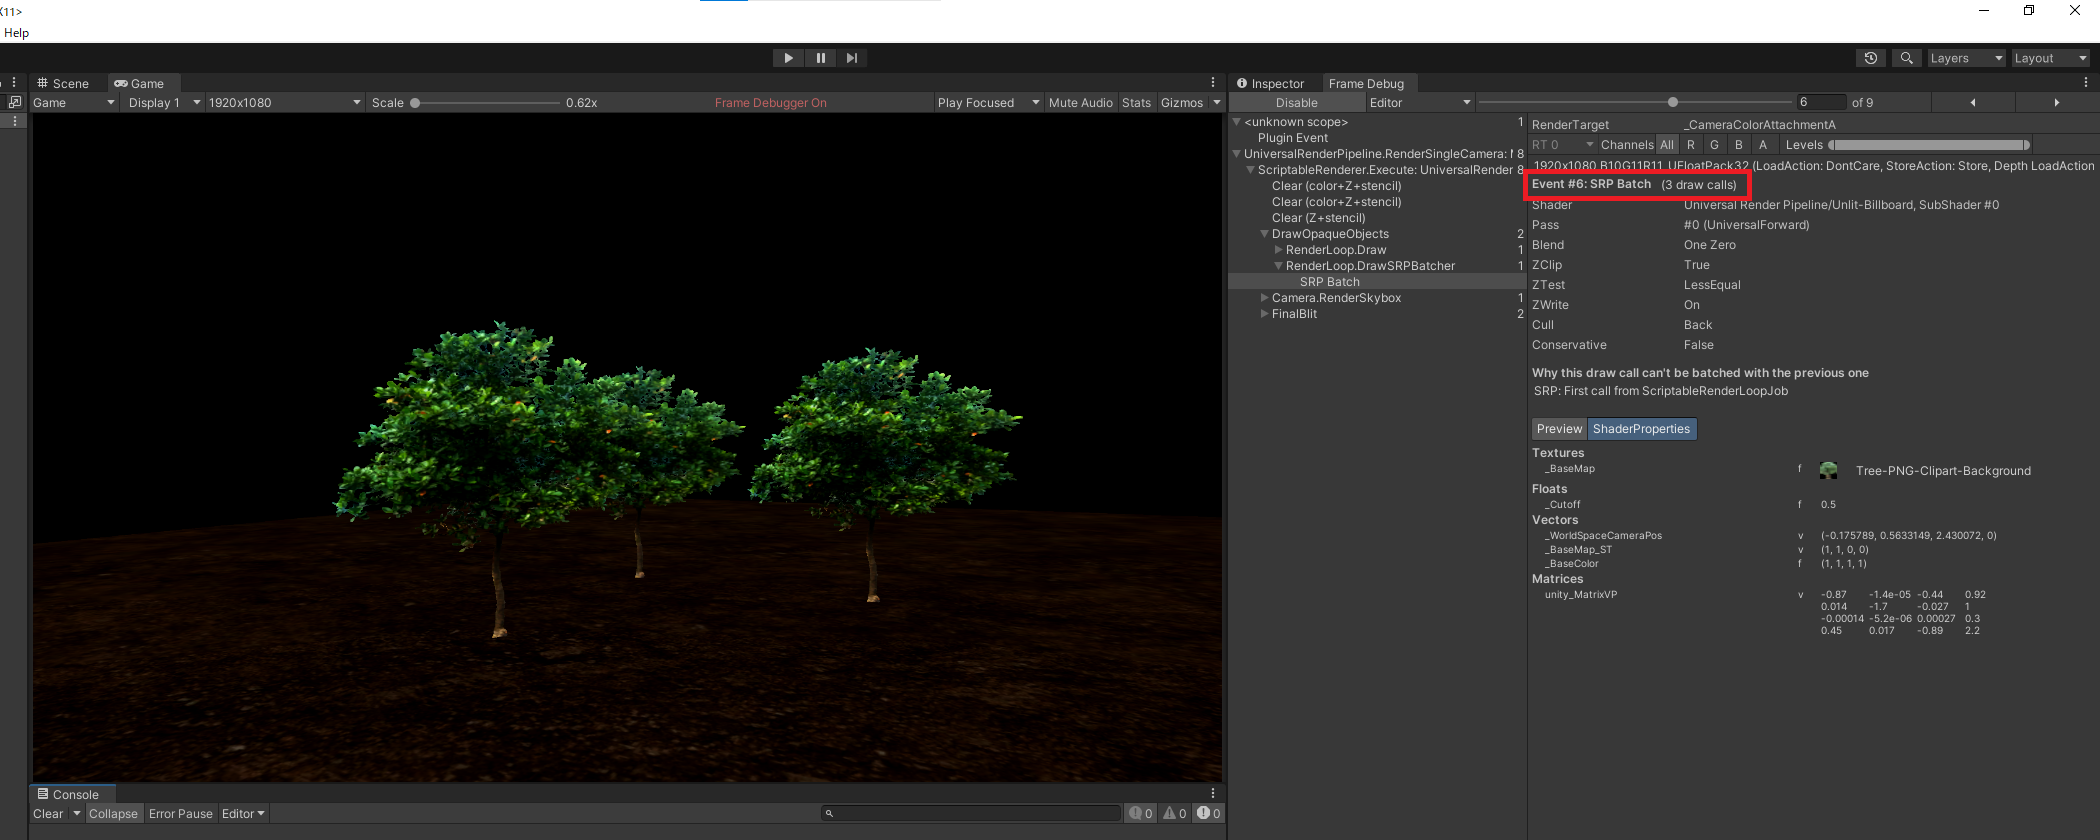 X11>
Help
Layers
Layout
Scene
Game
Game
Display 1
1920x1080
Scale
0.62x
Frame Debugger On
Play Focused
Mute Audio
Stats
Gizmos
Console
Clear
Collapse
Error Pause
Editor
0
0
0
Inspector
Frame Debug
Disable
Editor
6
of 9
<unknown scope> 1
Plugin Event
UniversalRenderPipeline.RenderSingleCamera: 8
ScriptableRenderer.Execute: UniversalRender 8
Clear (color+Z+stencil)
Clear (color+Z+stencil)
Clear (Z+stencil)
DrawOpaqueObjects 2
RenderLoop.Draw 1
RenderLoop.DrawSRPBatcher 1
SRP Batch
Camera.RenderSkybox 1
FinalBlit 2
RenderTarget _CameraColorAttachmentA
RT 0 Channels All R G B A Levels
1920x1080 B10G11R11_UFloatPack32 (LoadAction: DontCare, StoreAction: Store, Depth LoadAction
Event #6: SRP Batch (3 draw calls)
Shader Universal Render Pipeline/Unlit-Billboard, SubShader #0
Pass #0 (UniversalForward)
Blend One Zero
ZClip True
ZTest LessEqual
ZWrite On
Cull Back
Conservative False
Why this draw call can't be batched with the previous one
SRP: First call from ScriptableRenderLoopJob
Preview ShaderProperties
Textures
_BaseMap f Tree-PNG-Clipart-Background
Floats
_Cutoff f 0.5
Vectors
_WorldSpaceCameraPos v (-0.175789, 0.5633149, 2.430072, 0)
_BaseMap_ST v (1, 1, 0, 0)
_BaseColor f (1, 1, 1, 1)
Matrices
unity_MatrixVP v -0.87 -1.4e-05 -0.44 0.92
0.014 -1.7 -0.027 1
-0.00014 -5.2e-06 0.00027 0.3
0.45 0.017 -0.89 2.2